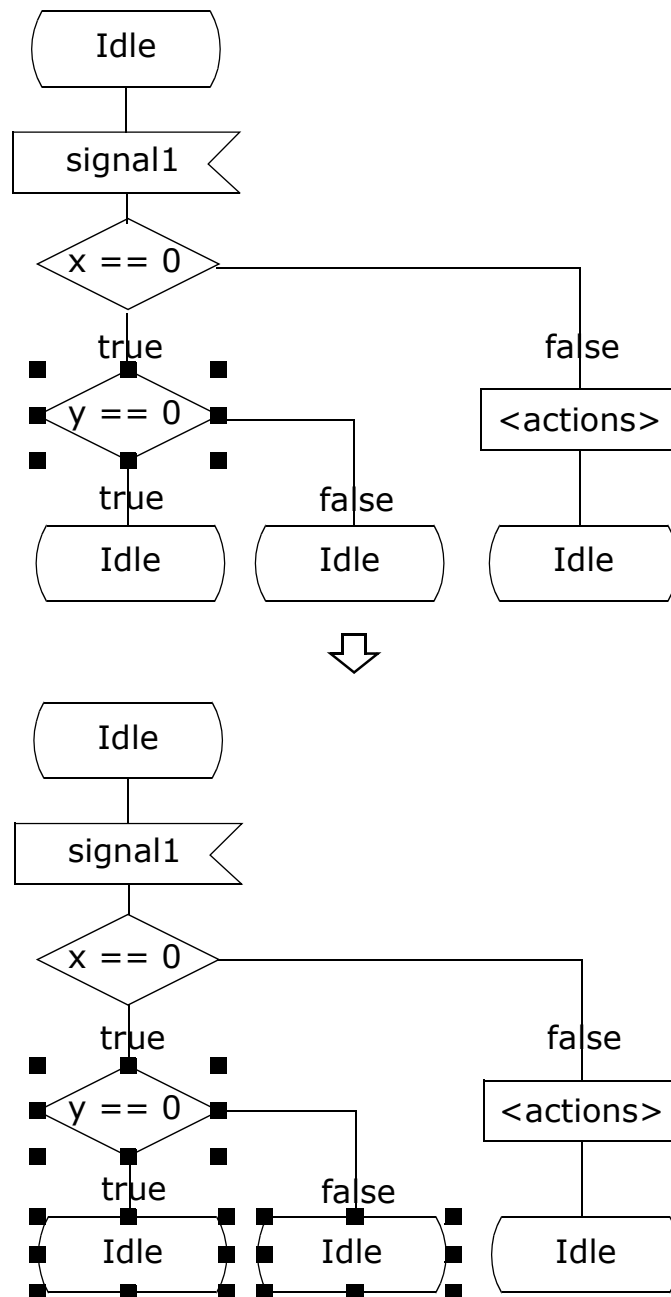 Idle
signal1
x == 0
true
false
y == 0
<actions>
true
false
Idle
Idle
Idle
Idle
signal1
x == 0
true
false
y == 0
<actions>
true
false
Idle
Idle
Idle